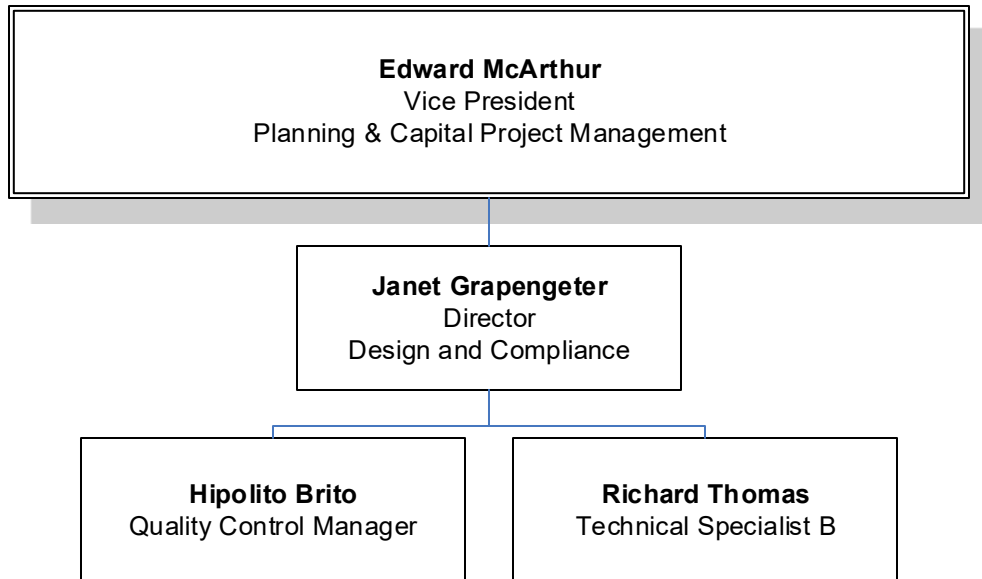 Edward McArthur
Vice President
Planning & Capital Project Management
Janet Grapengeter
Director
Design and Compliance
Hipolito Brito
Quality Control Manager
Richard Thomas
Technical Specialist B